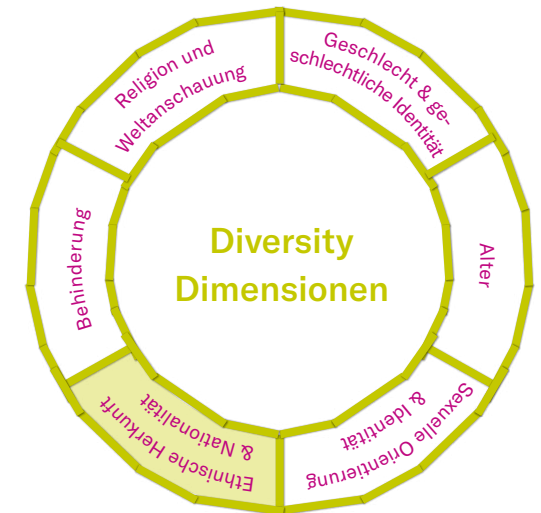 Diversity
Dimensionen
Geschlecht & ge-
schlechtliche Identität
Alter
Sexuelle Orientierung
& Identität
Ethnische Herkunft
& Nationalität
Behinderung
Religion und
Weltanschauung